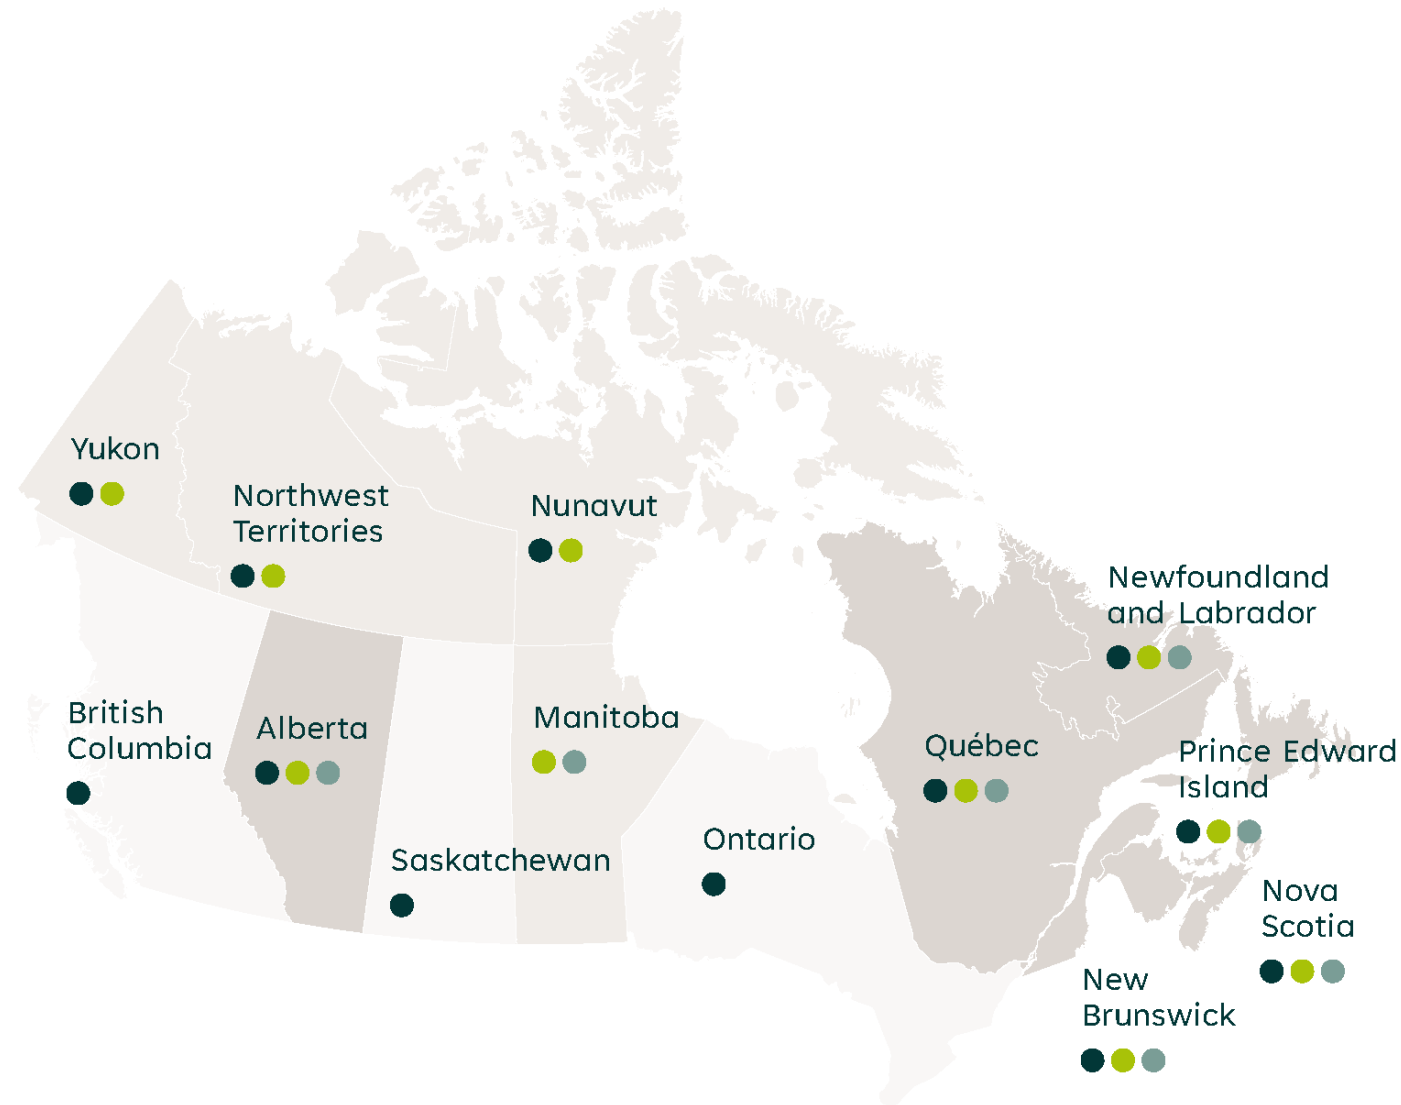 Yukon
Northwest
Territories
Nunavut
Newfoundland
and Labrador
British
Columbia
Alberta
Manitoba
Québec
Prince Edward
Island
Saskatchewan
Ontario
Nova
Scotia
New
Brunswick